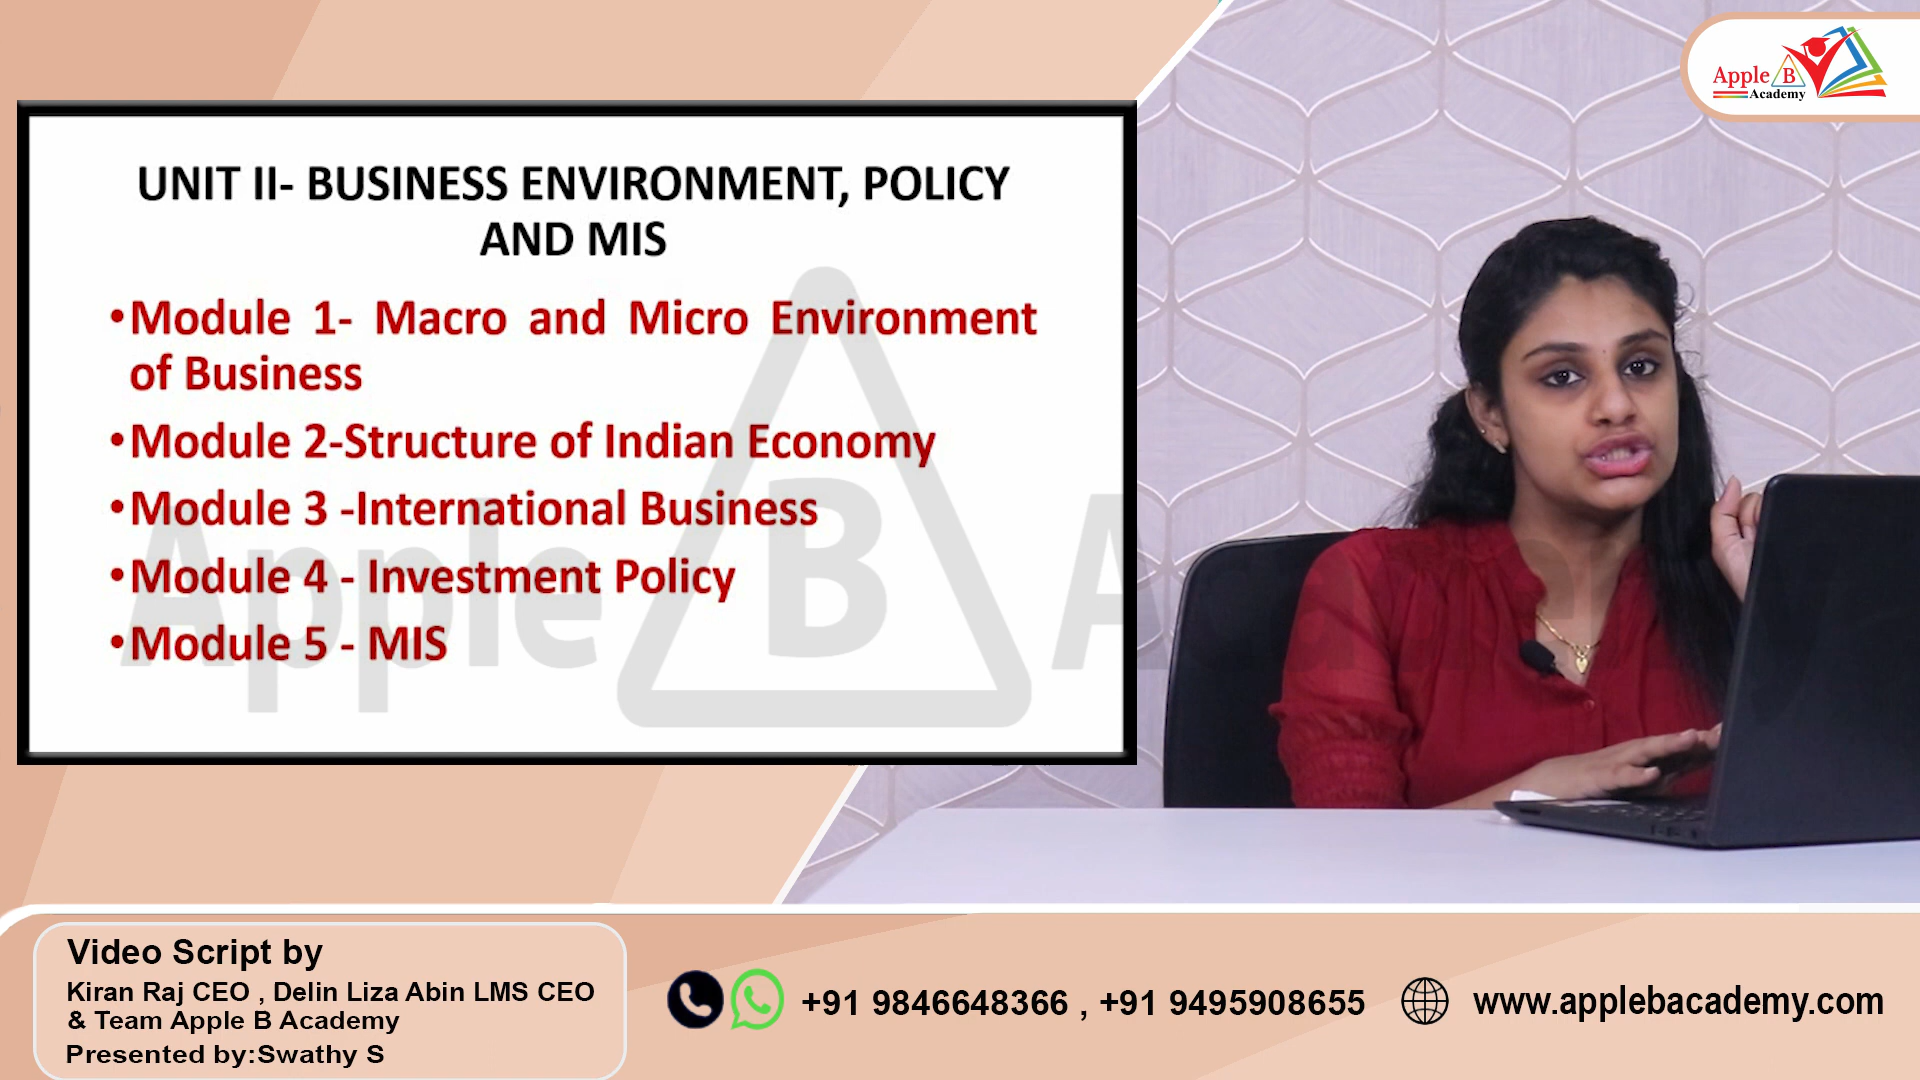 Apple B
Academy
UNIT II- BUSINESS ENVIRONMENT, POLICY
AND MIS
•Module 1- Macro and Micro Environment
of Business
•Module 2-Structure of Indian Economy
•Module 3 -International Business
•Module 4 - Investment Policy
•Module 5 - MIS
Apple B Academy
Video Script by
Kiran Raj CEO , Delin Liza Abin LMS CEO
& Team Apple B Academy
Presented by:Swathy S
+91 9846648366 , +91 9495908655
www.applebacademy.com